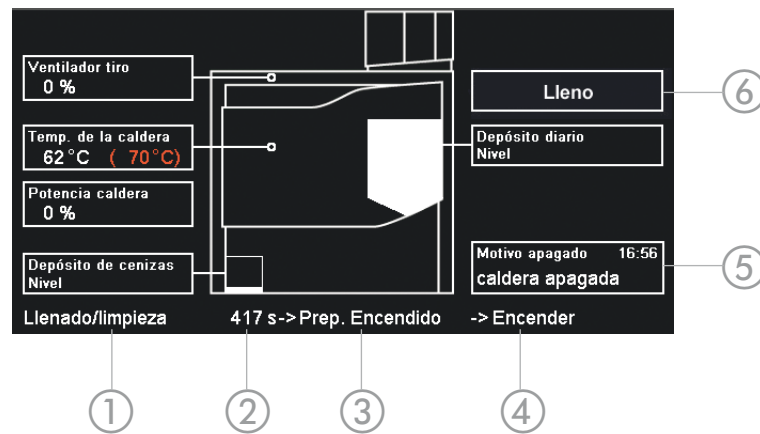 Ventilador tiro
0 %
Temp. de la caldera
62°C ( 70°C)
Potencia caldera
0 %
Depósito de cenizas
Nivel
Lleno
Depósito diario
Nivel
Motivo apagado 16:56
caldera apagada
Llenado/limpieza 417 s-> Prep. Encendido -> Encender
6
5
1 2 3 4